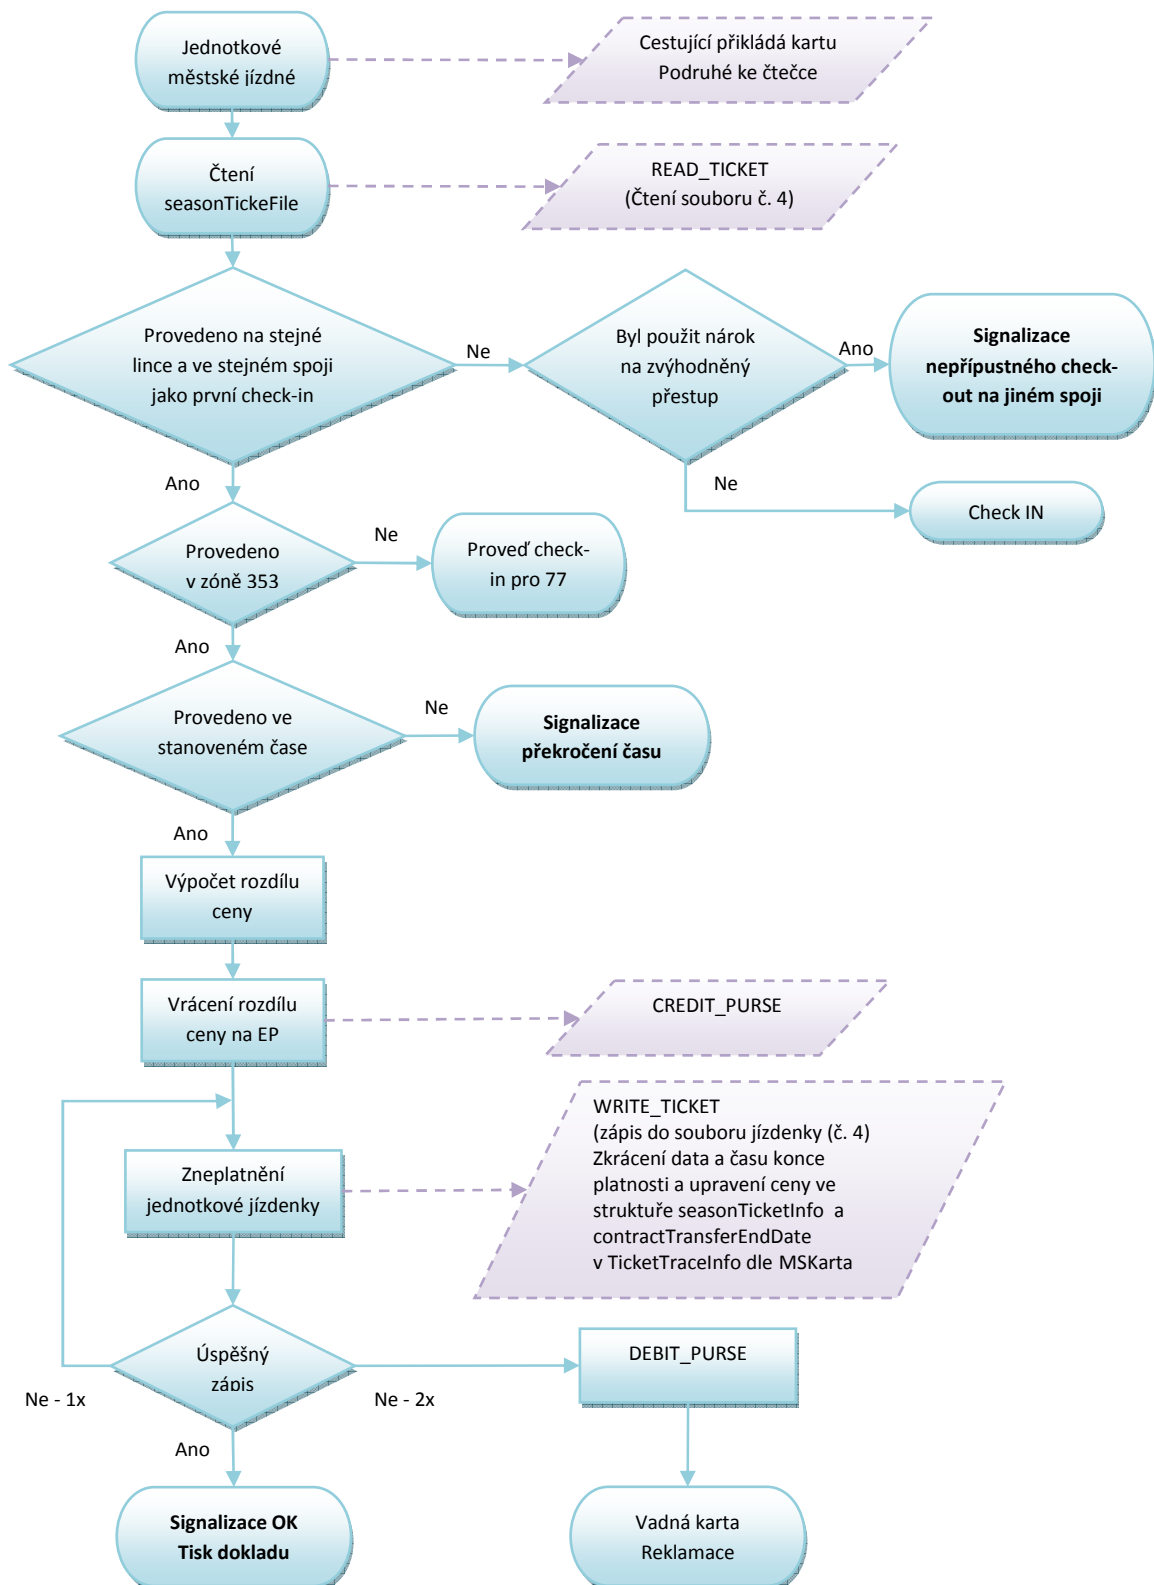 Jednotkové
městské jízdné
Cestující přikládá kartu
Podruhé ke čtečce
Čtení
seasonTickeFile
READ_TICKET
(Čtení souboru č. 4)
Provedeno na stejné
lince a ve stejném spoji
jako první check-in
Ne
Byl použit nárok
na zvýhodněný
přestup
Ano
Signalizace
nepřípustného check-
out na jiném spoji
Ano
Ne
Check IN
Provedeno
v zóně 353
Ne
Proveď check-
in pro 77
Ano
Provedeno ve
stanoveném čase
Ne
Signalizace
překročení času
Ano
Výpočet rozdílu
ceny
Vrácení rozdílu
ceny na EP
CREDIT_PURSE
WRITE_TICKET
(zápis do souboru jízdenky (č. 4)
Zkrácení data a času konce
platnosti a upravení ceny ve
struktuře seasonTicketInfo a
contractTransferEndDate
v TicketTraceInfo dle MSKarta
Zneplatnění
jednotkové jízdenky
Úspěšný
zápis
DEBIT_PURSE
Ne - 1x
Ne - 2x
Ano
Signalizace OK
Tisk dokladu
Vadná karta
Reklamace